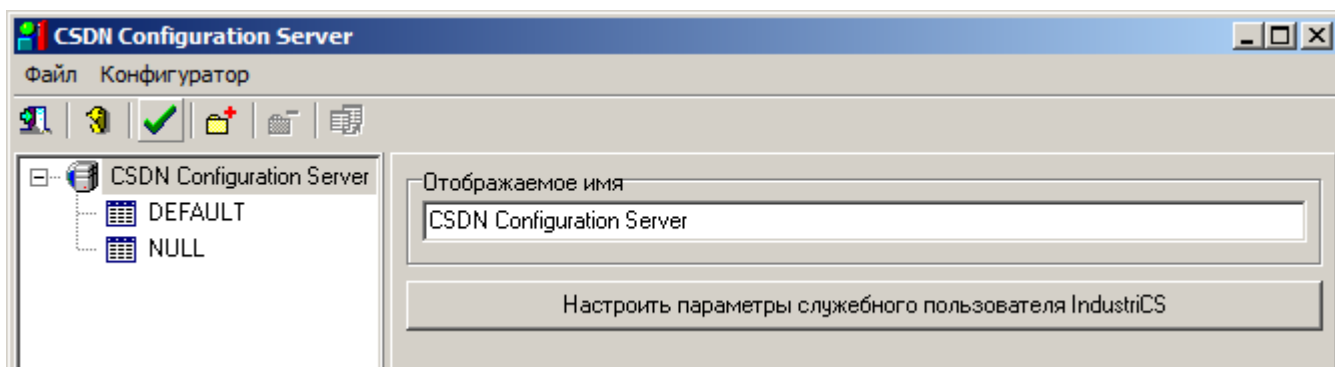 CSDN Configuration Server
Файл Конфигуратор
CSDN Configuration Server
DEFAULT
NULL
Отображаемое имя
CSDN Configuration Server
Настроить параметры служебного пользователя IndustriCS